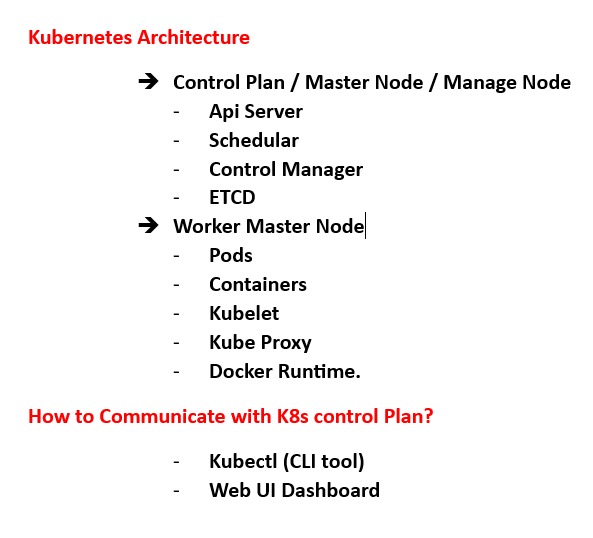 Kubernetes Architecture
➔ Control Plan / Master Node / Manage Node
- Api Server
- Schedular
- Control Manager
- ETCD
➔ Worker Master Node
- Pods
- Containers
- Kubelet
- Kube Proxy
- Docker Runtime.
How to Communicate with K8s control Plan?
- Kubectl (CLI tool)
- Web UI Dashboard